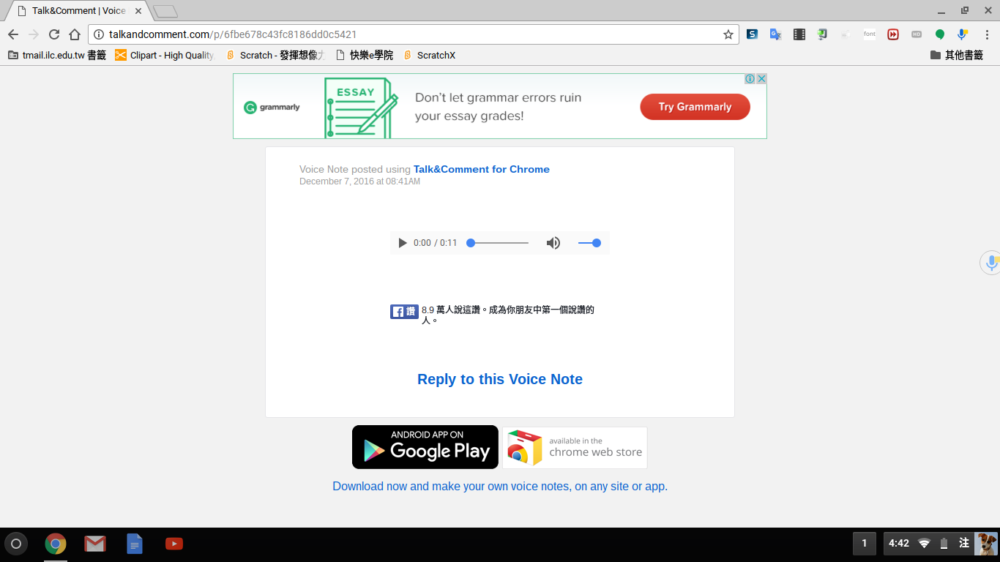 Talk&Comment | Voice
talkandcomment.com/p/6fbe678c43fc8186dd0c5421
S
font
HD
tmail.ilc.edu.tw 書籤
Clipart - High Quality
Scratch - 發揮想像力
快樂e學院
ScratchX
其他書籤
grammarly
ESSAY
Don't let grammar errors ruin
your essay grades!
Try Grammarly
Voice Note posted using Talk&Comment for Chrome
December 7, 2016 at 08:41AM
0:00 / 0:11
讚
8.9 萬人說這讚。成為你朋友中第一個說讚的
人。
Reply to this Voice Note
ANDROID APP ON
Google Play
available in the
chrome web store
Download now and make your own voice notes, on any site or app.
1
4:42
注